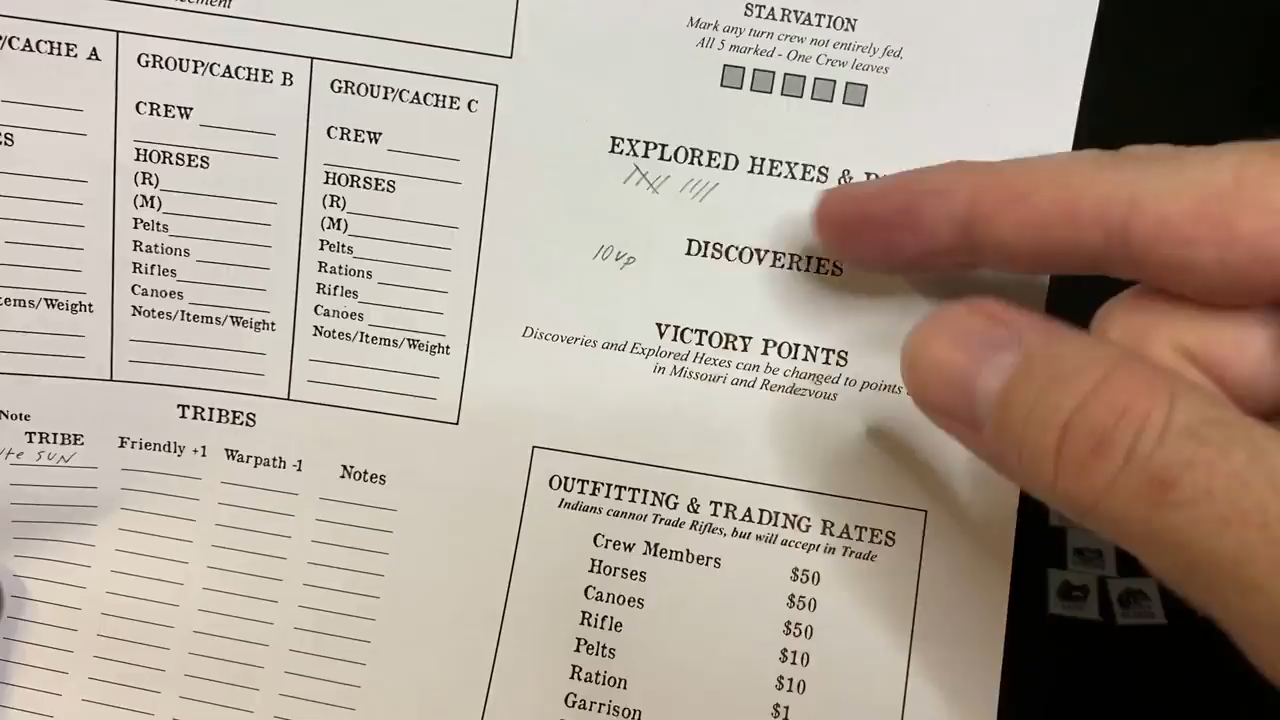 /CACHE A
GROUP/CACHE B
CREW
HORSES
(R)
(M)
Pelts
Rations
Rifles
Canoes
Notes/Items/Weight
GROUP/CACHE C
CREW
HORSES
(R)
(M)
Pelts
Rations
Rifles
Canoes
Notes/Items/Weight
STARVATION
Mark any turn crew not entirely fed,
All 5 marked - One Crew leaves
EXPLORED HEXES &
DISCOVERIES
10VP
VICTORY POINTS
Discoveries and Explored Hexes can be changed to points
in Missouri and Rendezvous
Note
TRIBES
TRIBE Friendly +1 Warpath -1 Notes
SUN
OUTFITTING & TRADING RATES
Indians cannot Trade Rifles, but will accept in Trade
Crew Members $50
Horses $50
Canoes $50
Rifle $10
Pelts $10
Ration $1
Garrison